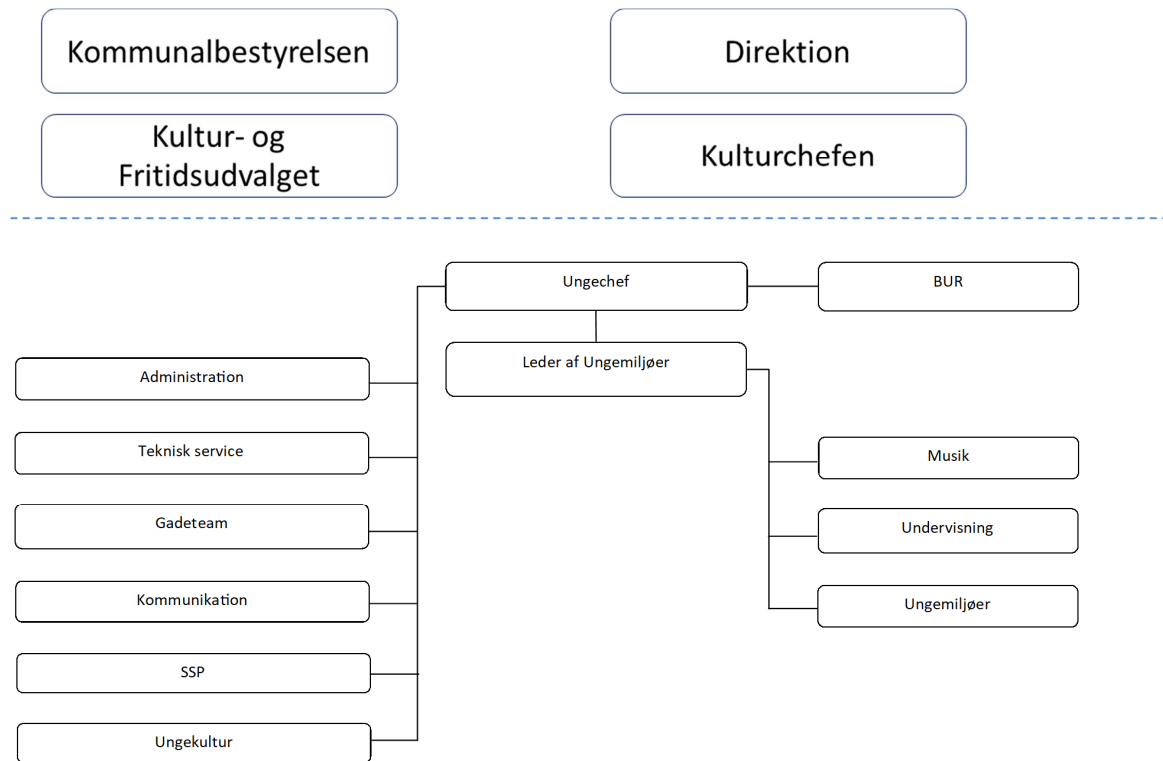 Kommunalbestyrelsen
Direktion
Kultur- og
Fritidsudvalget
Kulturchefen
Ungechef
BUR
Leder af Ungemiljøer
Administration
Teknisk service
Gadeteam
Kommunikation
SSP
Ungekultur
Musik
Undervisning
Ungemiljøer